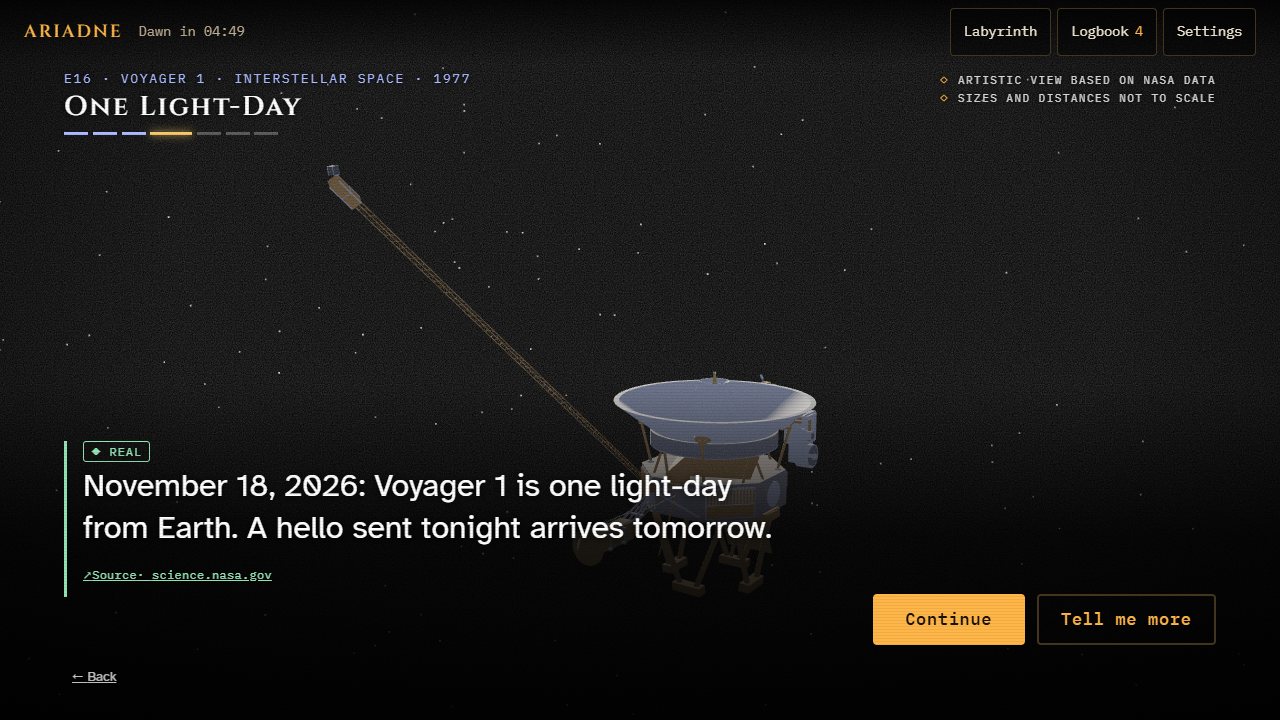 ARIADNE Dawn in 04:49 Labyrinth Logbook 4 Settings
E16 · VOYAGER 1 · INTERSTELLAR SPACE · 1977
One Light-Day
◇ ARTISTIC VIEW BASED ON NASA DATA
◇ SIZES AND DISTANCES NOT TO SCALE
◆ REAL
November 18, 2026: Voyager 1 is one light-day
from Earth. A hello sent tonight arrives tomorrow.
↗Source· science.nasa.gov
Continue Tell me more
← Back